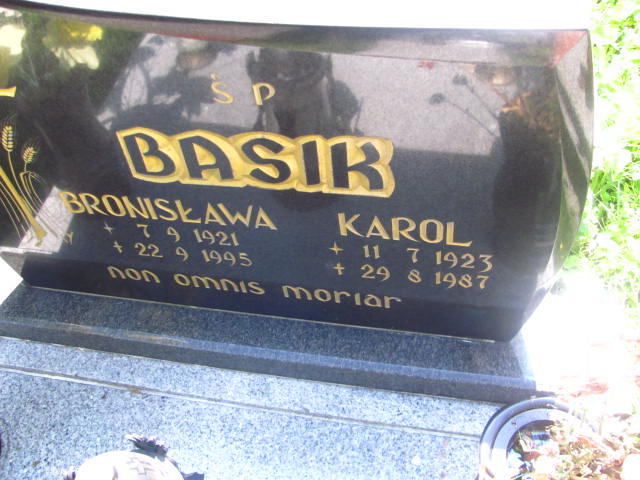 Ś P
BASIK
BRONISŁAWA
+ 7 9 1921
+ 22 9 1995
KAROL
+ 11 7 1923
+ 29 8 1987
non omnis moriar